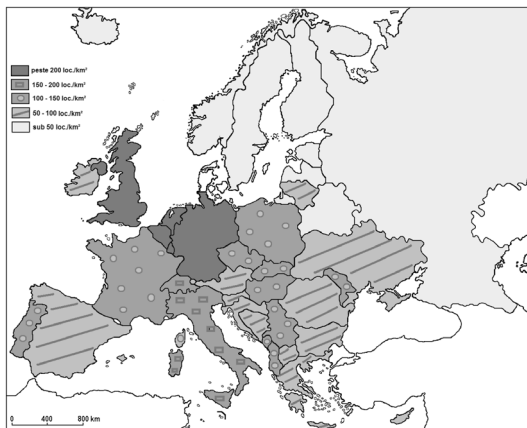 peste 200 loc./km²
150 - 200 loc./km²
100 - 150 loc./km²
50 - 100 loc./km²
sub 50 loc./km²
0 400 800 km